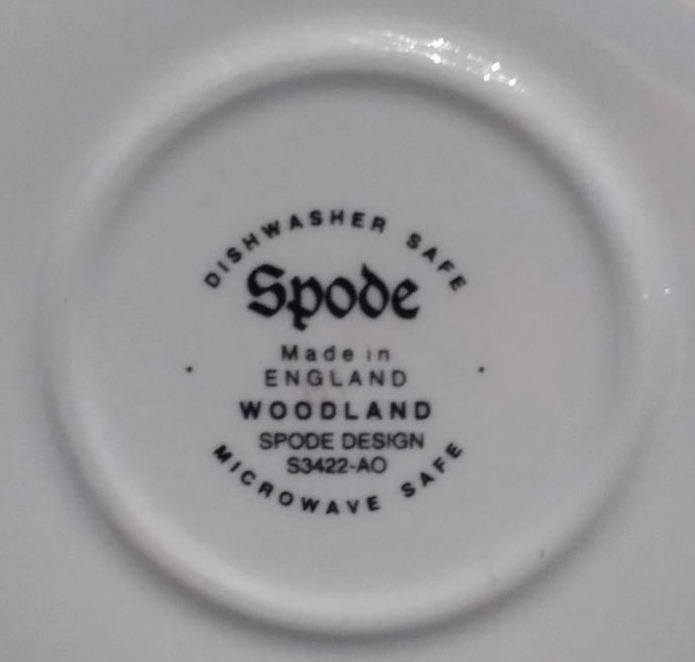 DISHWASHER SAFE
Spode
Made in
ENGLAND
WOODLAND
SPODE DESIGN
S3422-AO
MICROWAVE SAFE